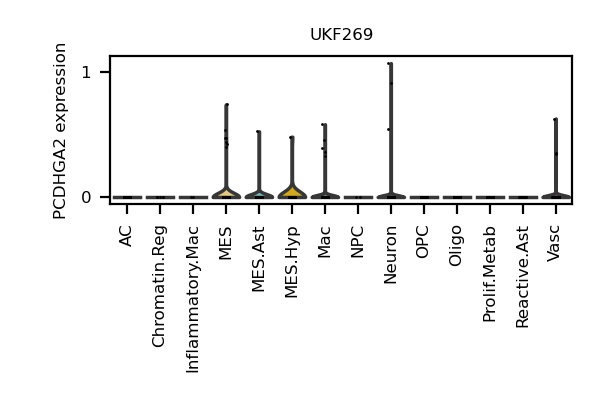 UKF269
PCDHGA2 expression
1
0
AC
Chromatin.Reg
Inflammatory.Mac
MES
MES.Ast
MES.Hyp
Mac
NPC
Neuron
OPC
Oligo
Prolif.Metab
Reactive.Ast
Vasc